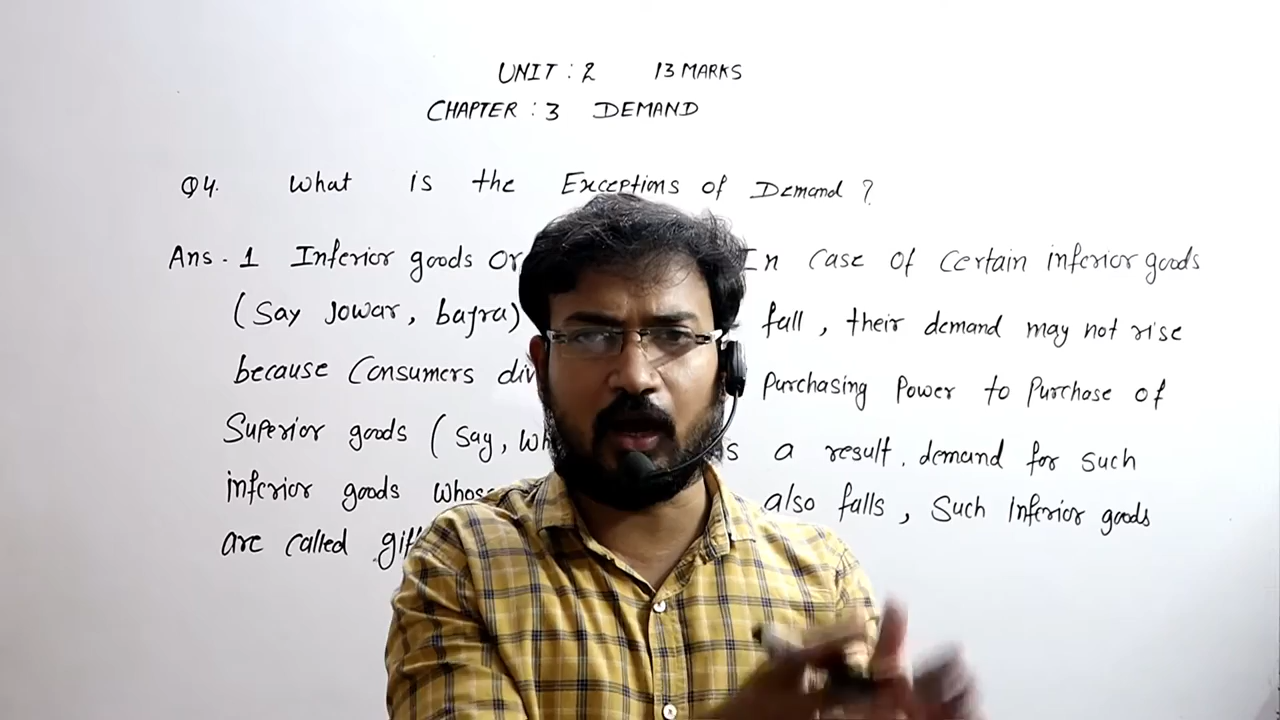 UNIT : 2 13 MARKS
CHAPTER : 3 DEMAND
Q4. What is the Exceptions of Demand ?
Ans. 1 Inferior goods or In case of certain inferior goods
(Say Jowar, bajra) fall, their demand may not rise
because Consumers purchasing Power to Purchase of
Superior goods (Say, a result. demand for such
inferior goods also falls, Such inferior goods
are called